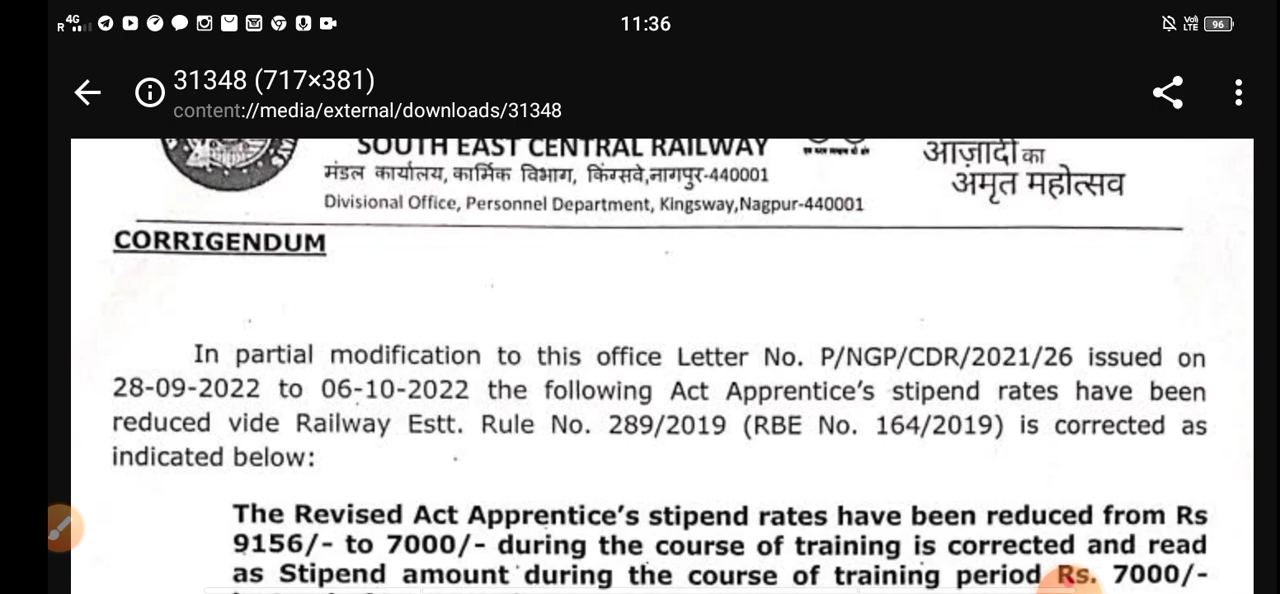 4G
R
11:36
Vo)
LTE
96
31348 (717×381)
content://media/external/downloads/31348
SOUTH EAST CENTRAL RAILWAY
मंडल कार्यालय, कार्मिक विभाग, किंग्सवे,नागपुर-440001
Divisional Office, Personnel Department, Kingsway,Nagpur-440001
आज़ादी का
अमृत महोत्सव
CORRIGENDUM
In partial modification to this office Letter No. P/NGP/CDR/2021/26 issued on
28-09-2022 to 06-10-2022 the following Act Apprentice's stipend rates have been
reduced vide Railway Estt. Rule No. 289/2019 (RBE No. 164/2019) is corrected as
indicated below:
The Revised Act Apprentice's stipend rates have been reduced from Rs
9156/- to 7000/- during the course of training is corrected and read
as Stipend amount during the course of training period Rs. 7000/-